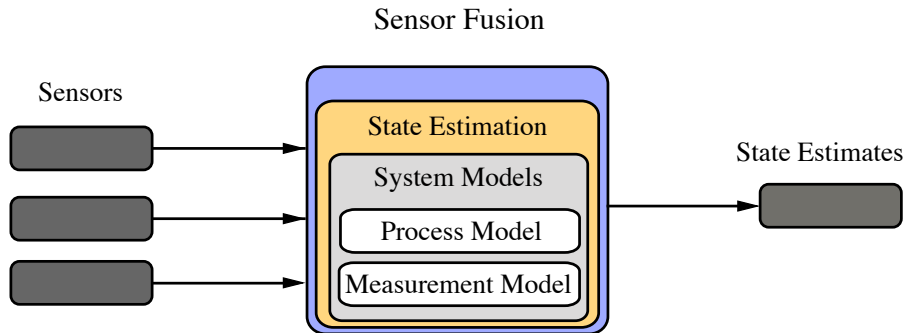 Sensor Fusion
Sensors
State Estimation
State Estimates
System Models
Process Model
Measurement Model